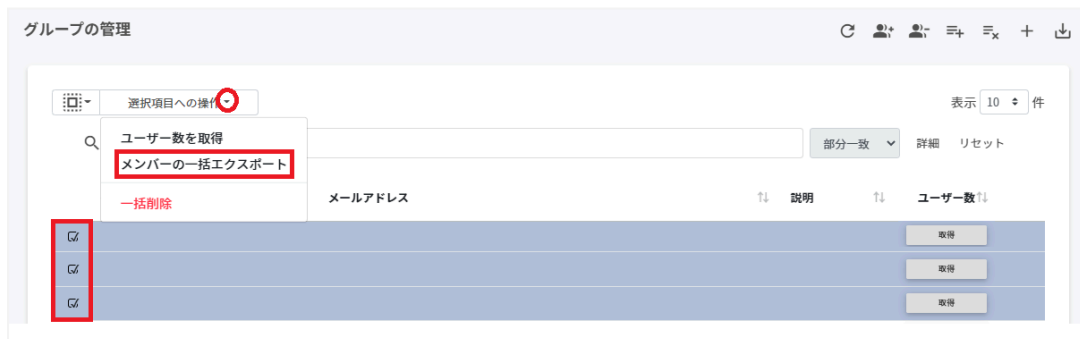 グループの管理
選択項目への操作
表示 10 件
ユーザー数を取得
部分一致 詳細 リセット
メンバーの一括エクスポート
一括削除
メールアドレス 説明 ユーザー数
取得
取得
取得